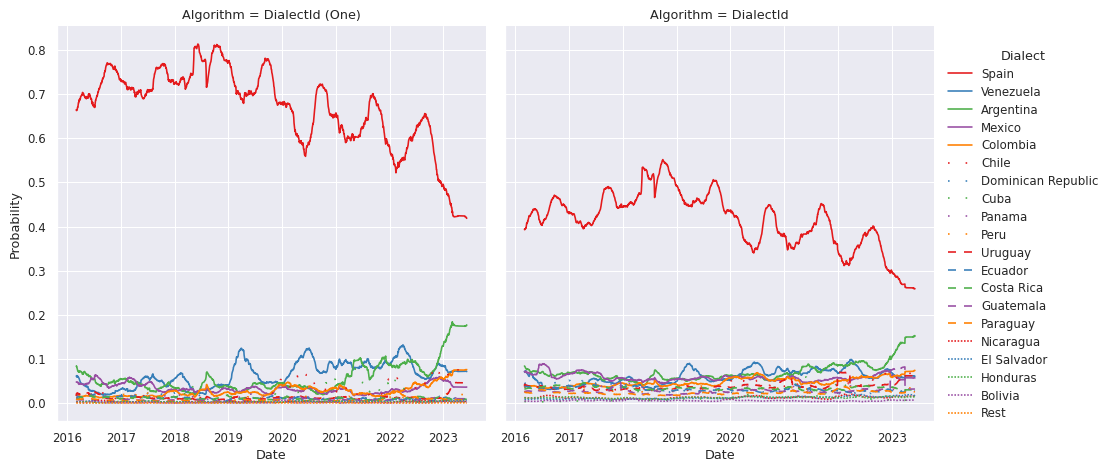 Algorithm = DialectId (One)
Algorithm = DialectId
Probability
0.8
0.7
0.6
0.5
0.4
0.3
0.2
0.1
0.0
2016 2017 2018 2019 2020 2021 2022 2023
Date
2016 2017 2018 2019 2020 2021 2022 2023
Date
Dialect
Spain
Venezuela
Argentina
Mexico
Colombia
Chile
Dominican Republic
Cuba
Panama
Peru
Uruguay
Ecuador
Costa Rica
Guatemala
Paraguay
Nicaragua
El Salvador
Honduras
Bolivia
Rest